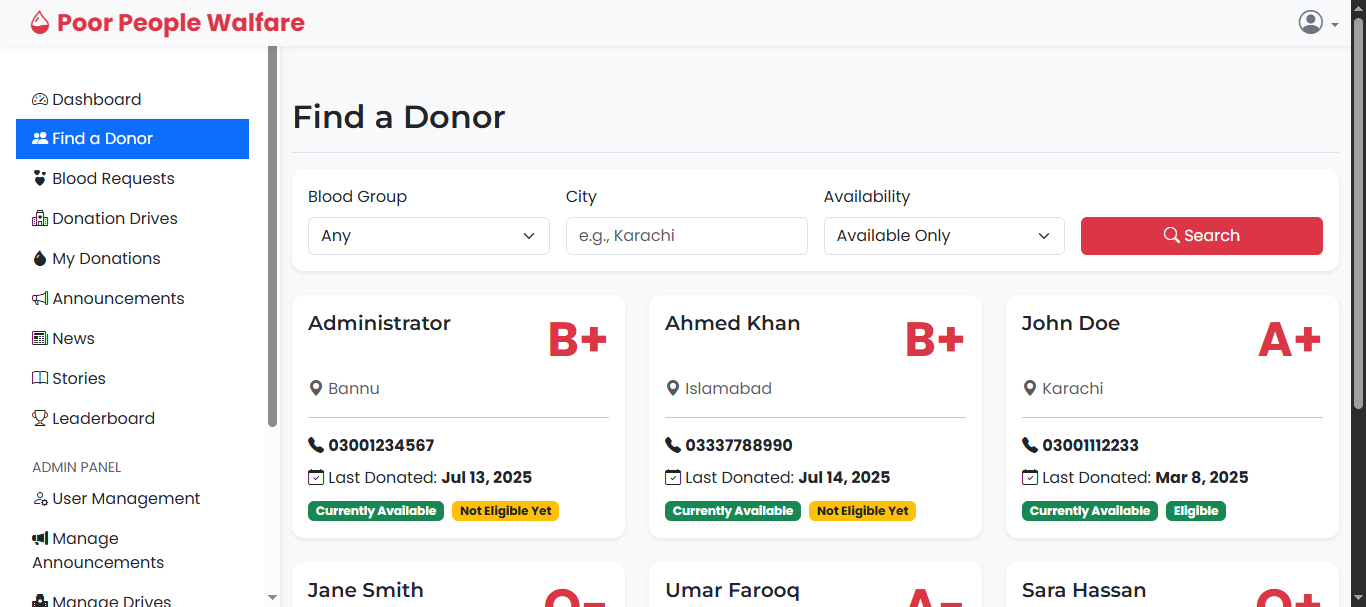 Poor People Walfare
Dashboard
Find a Donor
Blood Requests
Donation Drives
My Donations
Announcements
News
Stories
Leaderboard
ADMIN PANEL
User Management
Manage
Announcements
Manage Drives
Find a Donor
Blood Group
City
Availability
Any
e.g., Karachi
Available Only
Search
Administrator
B+
Bannu
03001234567
Last Donated: Jul 13, 2025
Currently Available Not Eligible Yet
Ahmed Khan
B+
Islamabad
03337788990
Last Donated: Jul 14, 2025
Currently Available Not Eligible Yet
John Doe
A+
Karachi
03001112233
Last Donated: Mar 8, 2025
Currently Available Eligible
Jane Smith
O-
Umar Farooq
A-
Sara Hassan
O+